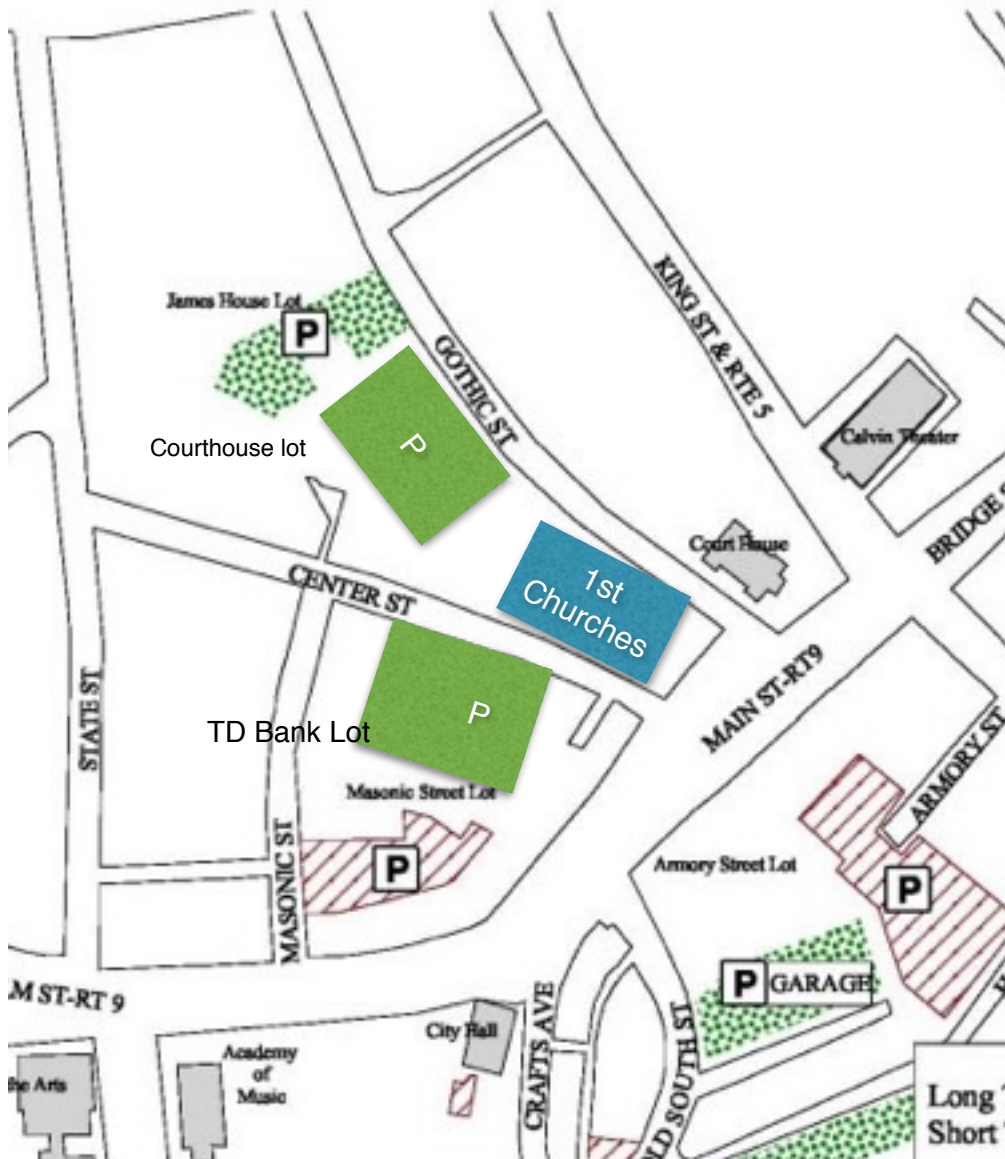 KING ST & RTE 5
James House Lot
P
GOTHIC ST
P
Courthouse lot
Calvin Theater
BRIDGE
Court House
1st
Churches
CENTER ST
MAIN ST-RT9
STATE ST
P
TD Bank Lot
ARMORY ST
Masonic Street Lot
MASONIC ST
P
Armory Street Lot
P
P
GARAGE
M ST-RT 9
City Hall
CRAFTS AVE
OLD SOUTH ST
Academy
of
Music
the Arts
Long
Short